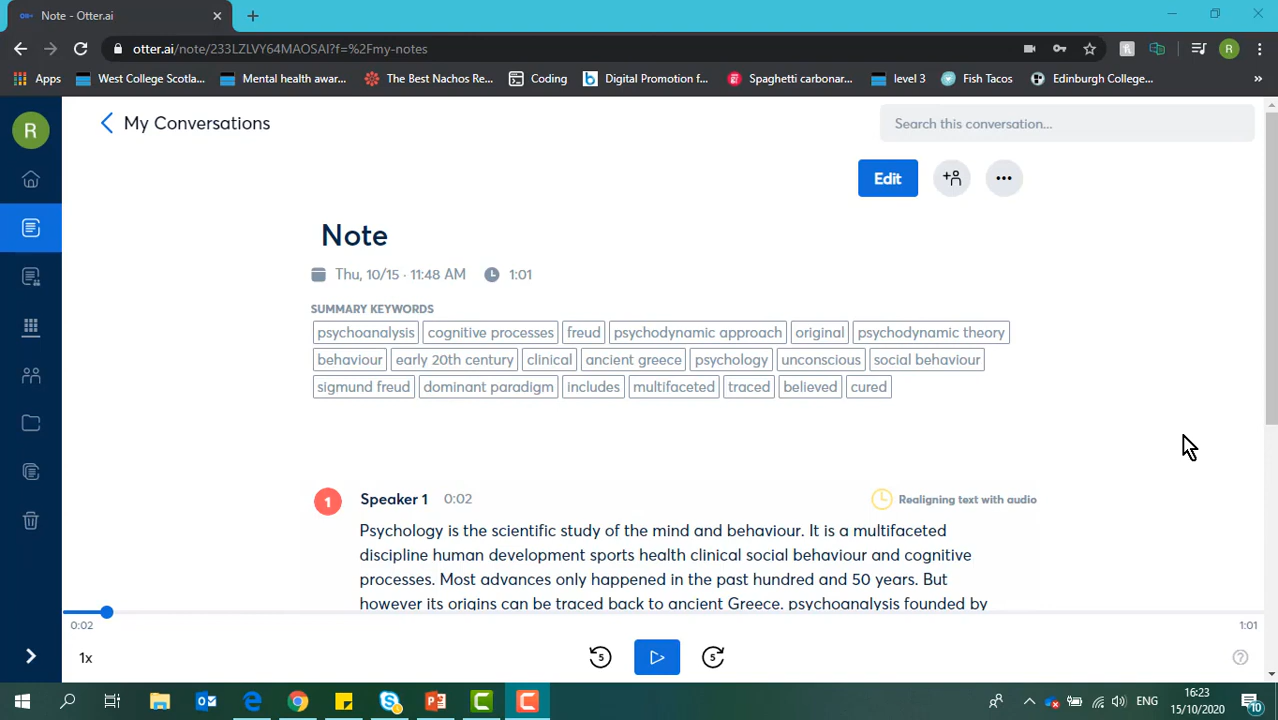 Note - Otter.ai
otter.ai/note/233LZLVY64MAOSAI?f=%2Fmy-notes
R
Apps West College Scotla... Mental health awar... The Best Nachos Re... Coding Digital Promotion f... Spaghetti carbonar... level 3 Fish Tacos Edinburgh College... »
R
My Conversations
Search this conversation...
Edit
Note
Thu, 10/15 · 11:48 AM 1:01
SUMMARY KEYWORDS
psychoanalysis cognitive processes freud psychodynamic approach original psychodynamic theory
behaviour early 20th century clinical ancient greece psychology unconscious social behaviour
sigmund freud dominant paradigm includes multifaceted traced believed cured
1 Speaker 1 0:02 Realigning text with audio
Psychology is the scientific study of the mind and behaviour. It is a multifaceted
discipline human development sports health clinical social behaviour and cognitive
processes. Most advances only happened in the past hundred and 50 years. But
however its origins can be traced back to ancient Greece. psychoanalysis founded by
0:02 1:01
1x 5 5
ENG
16:23
15/10/2020
10